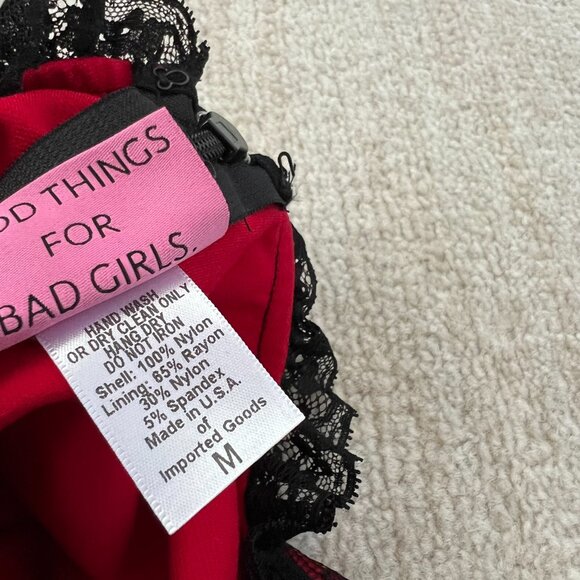 THINGS
FOR
BAD GIRLS.
HAND WASH
OR DRY CLEAN ONLY
HANG DRY
DO NOT IRON
Shell: 100% Nylon
Lining: 65% Rayon
30% Nylon
5% Spandex
Made in U.S.A.
of
Imported Goods
M